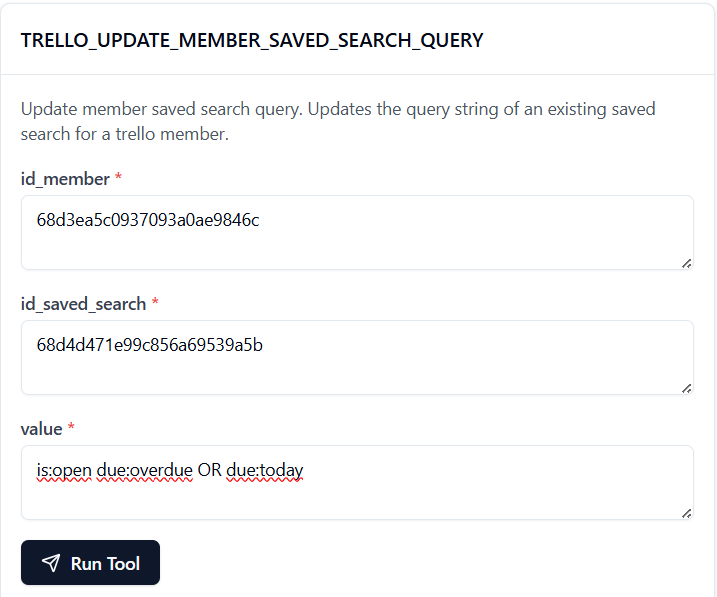 TRELLO_UPDATE_MEMBER_SAVED_SEARCH_QUERY
Update member saved search query. Updates the query string of an existing saved
search for a trello member.
id_member *
68d3ea5c0937093a0ae9846c
id_saved_search *
68d4d471e99c856a69539a5b
value *
is:open due:overdue OR due:today
Run Tool